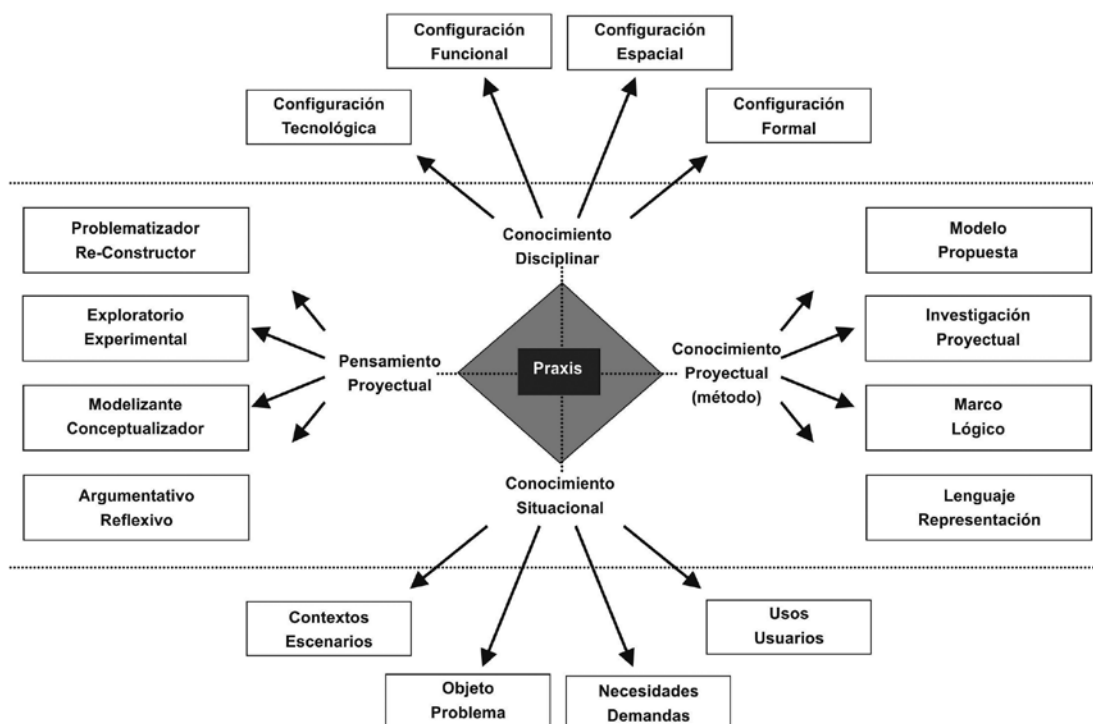 Configuración
Funcional
Configuración
Espacial
Configuración
Tecnológica
Configuración
Formal
Conocimiento
Disciplinar
Problematizador
Re-Constructor
Exploratorio
Experimental
Modelizante
Conceptualizador
Argumentativo
Reflexivo
Pensamiento
Proyectual
Praxis
Conocimiento
Proyectual
(método)
Modelo
Propuesta
Investigación
Proyectual
Marco
Lógico
Lenguaje
Representación
Conocimiento
Situacional
Contextos
Escenarios
Objeto
Problema
Necesidades
Demandas
Usos
Usuarios